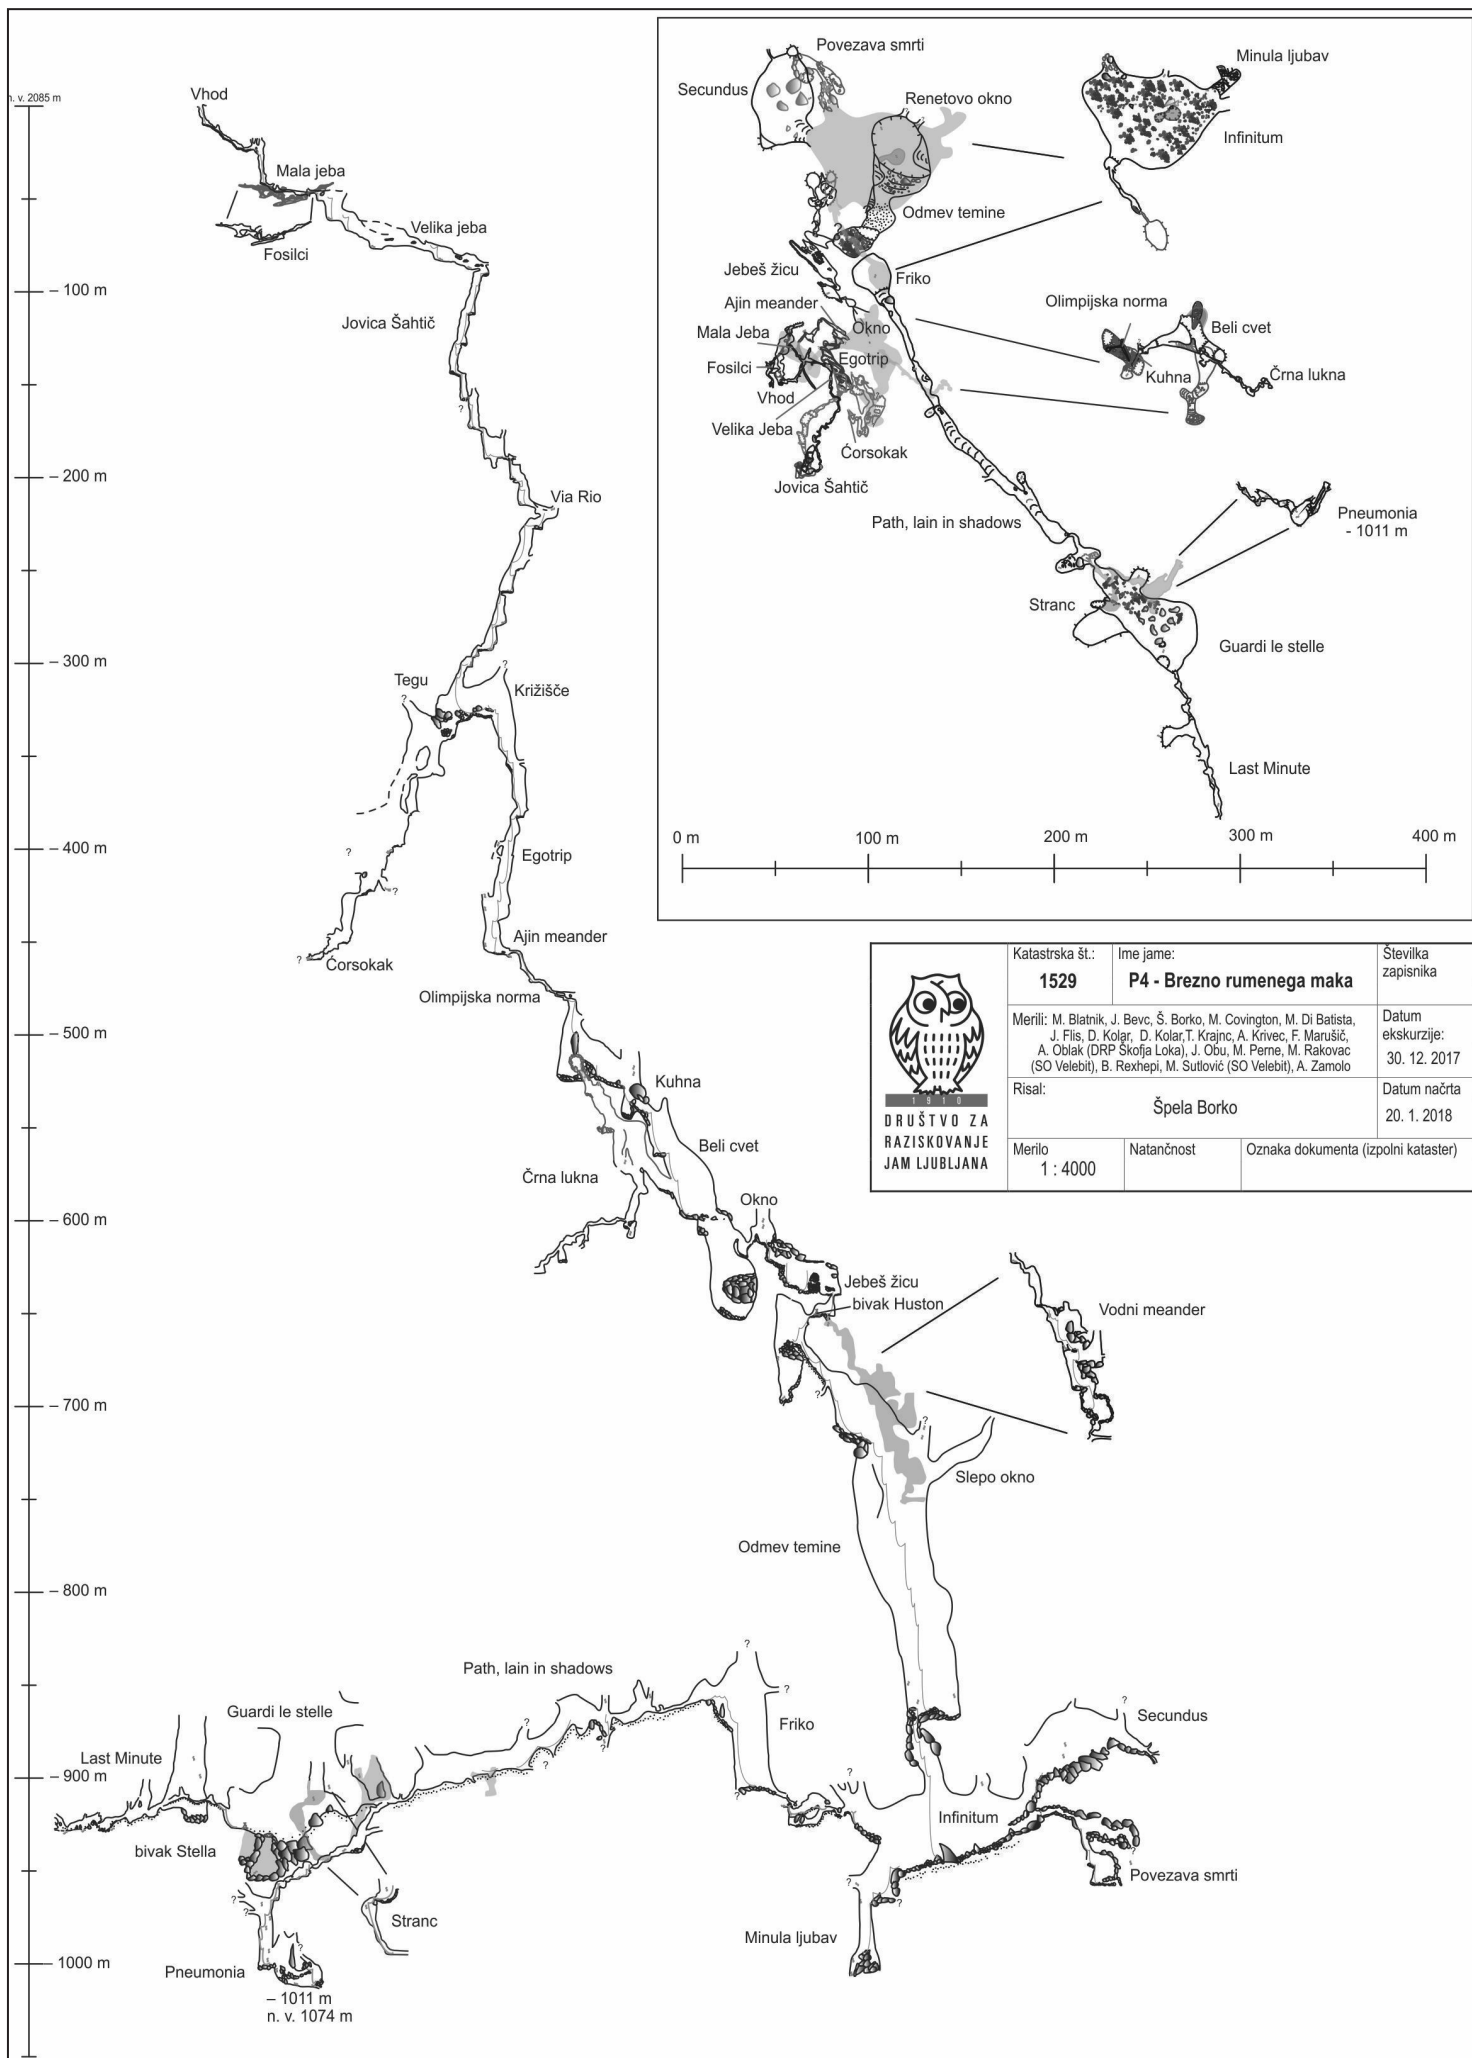 n. v. 2085 m
Vhod
Mala jeba
Velika jeba
Fosilci
– 100 m
Jovica Šahtič
?
– 200 m
Via Rio
– 300 m
?
Tegu
Križišče
?
– 400 m
?
Egotrip
?
Ajin meander
?
Ćorsokak
Olimpijska norma
– 500 m
Kuhna
Beli cvet
Črna lukna
Okno
– 600 m
Jebeš žicu
bivak Huston
Vodni meander
?
– 700 m
?
Slepo okno
Odmev temine
– 800 m
?
Path, lain in shadows
?
Guardi le stelle
?
Friko
?
Secundus
Last Minute
?
?
– 900 m
?
?
Infinitum
bivak Stella
?
Povezava smrti
?
?
?
Stranc
Minula ljubav
?
– 1000 m
Pneumonia
– 1011 m
n. v. 1074 m
Povezava smrti
Secundus
Renetovo okno
Minula ljubav
Infinitum
Odmev temine
Jebeš žicu
Friko
Ajin meander
Okno
Olimpijska norma
Beli cvet
Mala Jeba
Egotrip
Fosilci
Kuhna
Črna lukna
Vhod
Velika Jeba
Ćorsokak
Jovica Šahtič
Path, lain in shadows
Pneumonia
- 1011 m
Stranc
Guardi le stelle
Last Minute
0 m
100 m
200 m
300 m
400 m
Katastrska št.:
1529
Ime jame:
P4 - Brezno rumenega maka
Številka
zapisnika
Merili: M. Blatnik, J. Bevc, Š. Borko, M. Covington, M. Di Batista,
J. Flis, D. Kolar, D. Kolar,T. Krajnc, A. Krivec, F. Marušič,
A. Oblak (DRP Škofja Loka), J. Obu, M. Perne, M. Rakovac
(SO Velebit), B. Rexhepi, M. Sutlović (SO Velebit), A. Zamolo
Datum
ekskurzije:
30. 12. 2017
Risal:
Špela Borko
Datum načrta
20. 1. 2018
Merilo
1 : 4000
Natančnost
Oznaka dokumenta (izpolni kataster)
1 9 1 0
DRUŠTVO ZA
RAZISKOVANJE
JAM LJUBLJANA